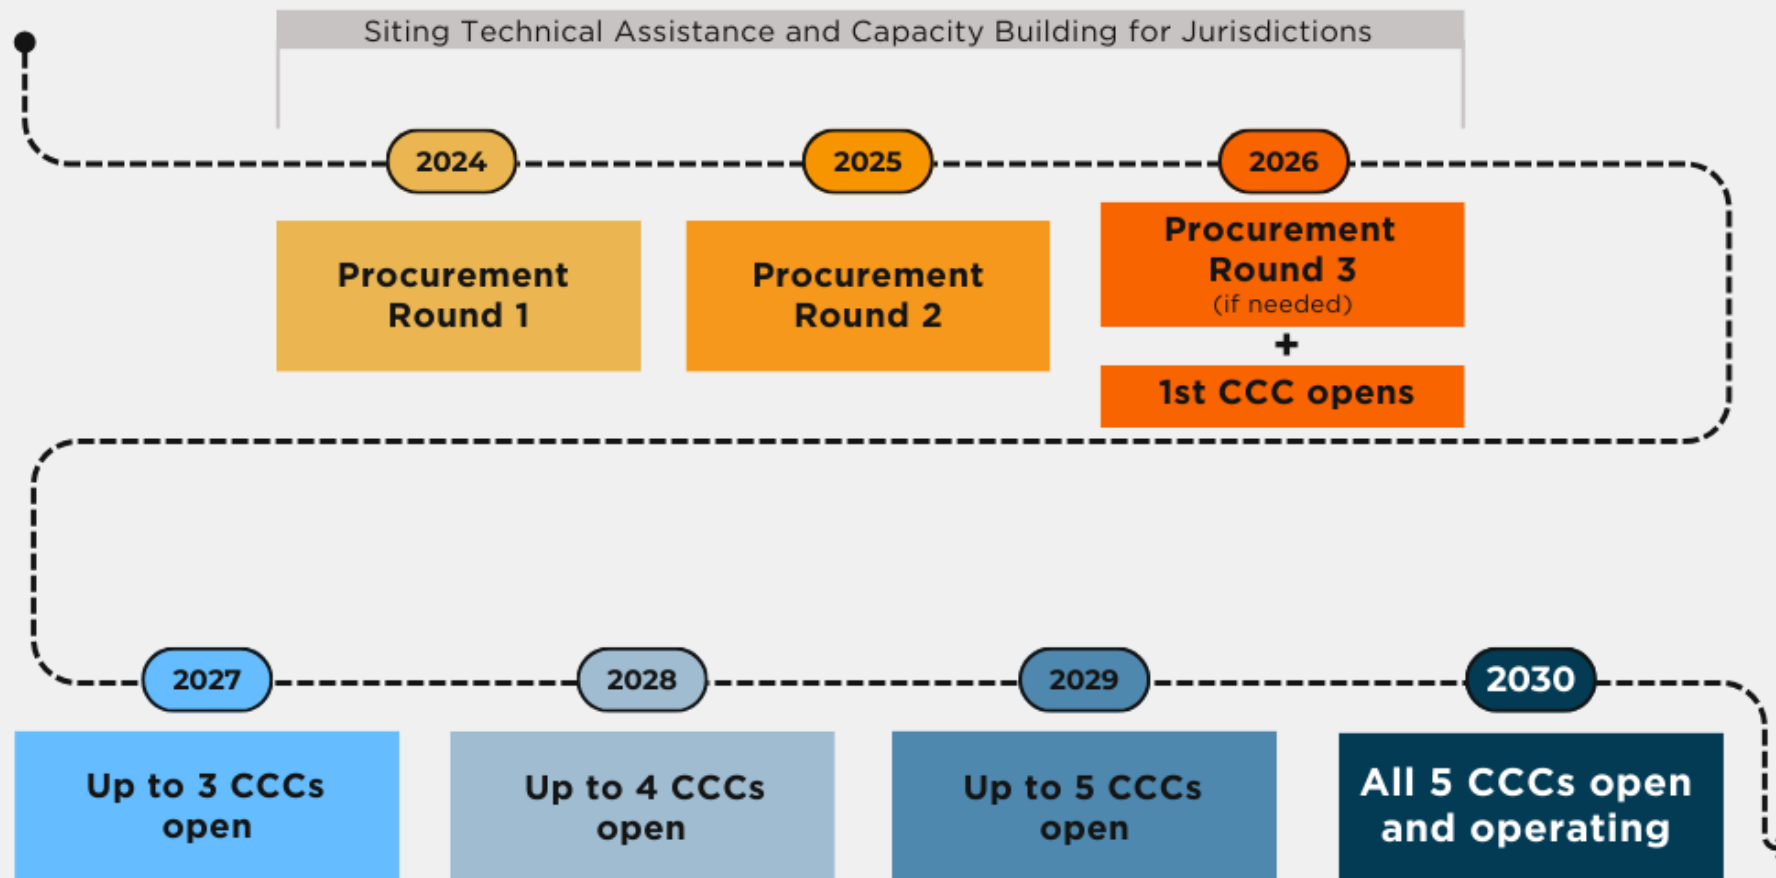 Siting Technical Assistance and Capacity Building for Jurisdictions
2024
2025
2026
Procurement
Round 1
Procurement
Round 2
Procurement
Round 3
(if needed)
+
1st CCC opens
2027
2028
2029
2030
Up to 3 CCCs
open
Up to 4 CCCs
open
Up to 5 CCCs
open
All 5 CCCs open
and operating